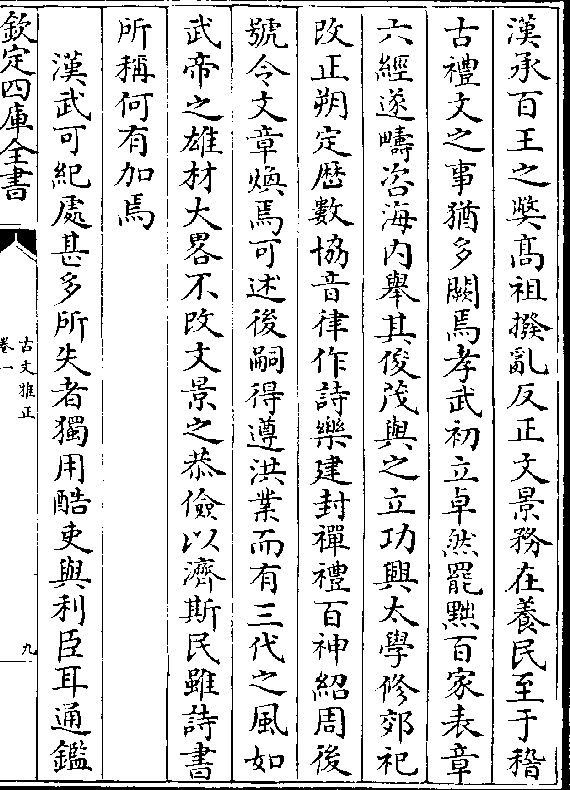 漢承百王之弊高祖撥亂反正文景務在養民至于稽
古禮文之事猶多闕焉孝武初立卓然罷黜百家表章
六經遂疇咨海內舉其俊茂與之立功興太學修郊祀
改正朔定歴數協音律作詩樂建封禪禮百神紹周後
號令文章煥焉可述後嗣得遵洪業而有三代之風如
武帝之雄材大畧不改文景之恭儉以濟斯民雖詩書
所稱何有加焉
漢武可紀處甚多所失者獨用酷吏與利臣耳通鑑
欽定四庫全書
古文雅正
卷一
九